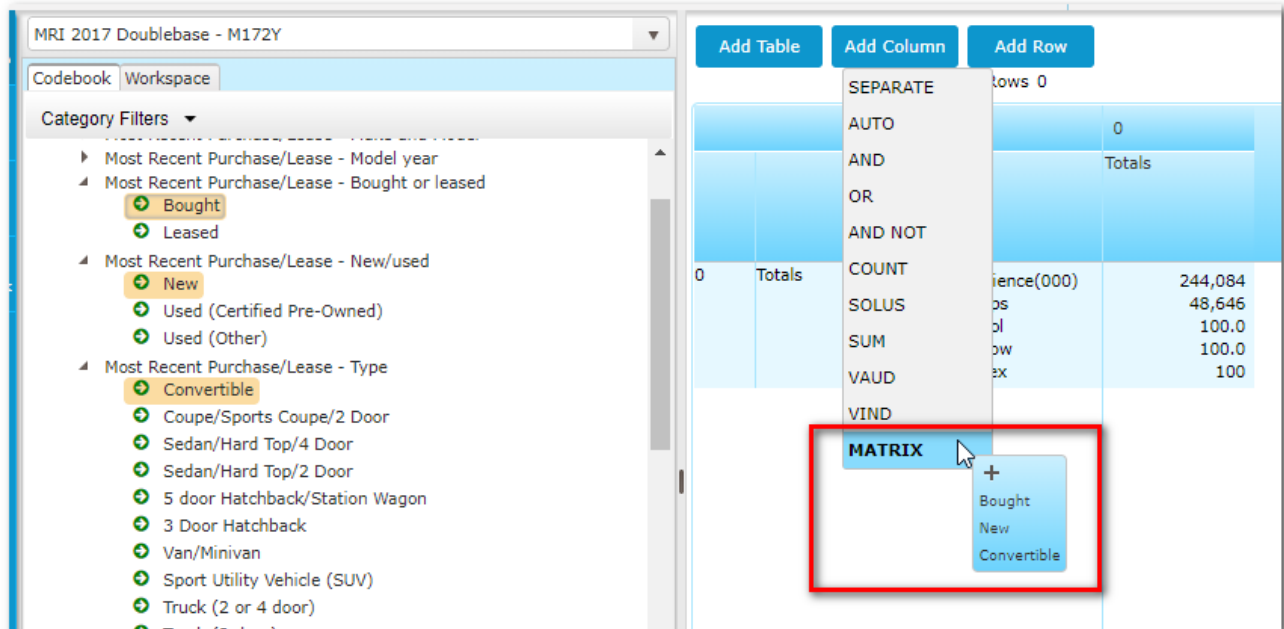 MRI 2017 Doublebase - M172Y
Codebook Workspace
Category Filters
Most Recent Purchase/Lease - Model year
Most Recent Purchase/Lease - Bought or leased
Bought
Leased
Most Recent Purchase/Lease - New/used
New
Used (Certified Pre-Owned)
Used (Other)
Most Recent Purchase/Lease - Type
Convertible
Coupe/Sports Coupe/2 Door
Sedan/Hard Top/4 Door
Sedan/Hard Top/2 Door
5 door Hatchback/Station Wagon
3 Door Hatchback
Van/Minivan
Sport Utility Vehicle (SUV)
Truck (2 or 4 door)
Add Table Add Column Add Row
Rows 0
SEPARATE
AUTO
AND
OR
AND NOT
COUNT
SOLUS
SUM
VAUD
VIND
MATRIX
+
Bought
New
Convertible
0
Totals
0 Totals
ience(000) 244,084
48,646
100.0
ow 100.0
ex 100